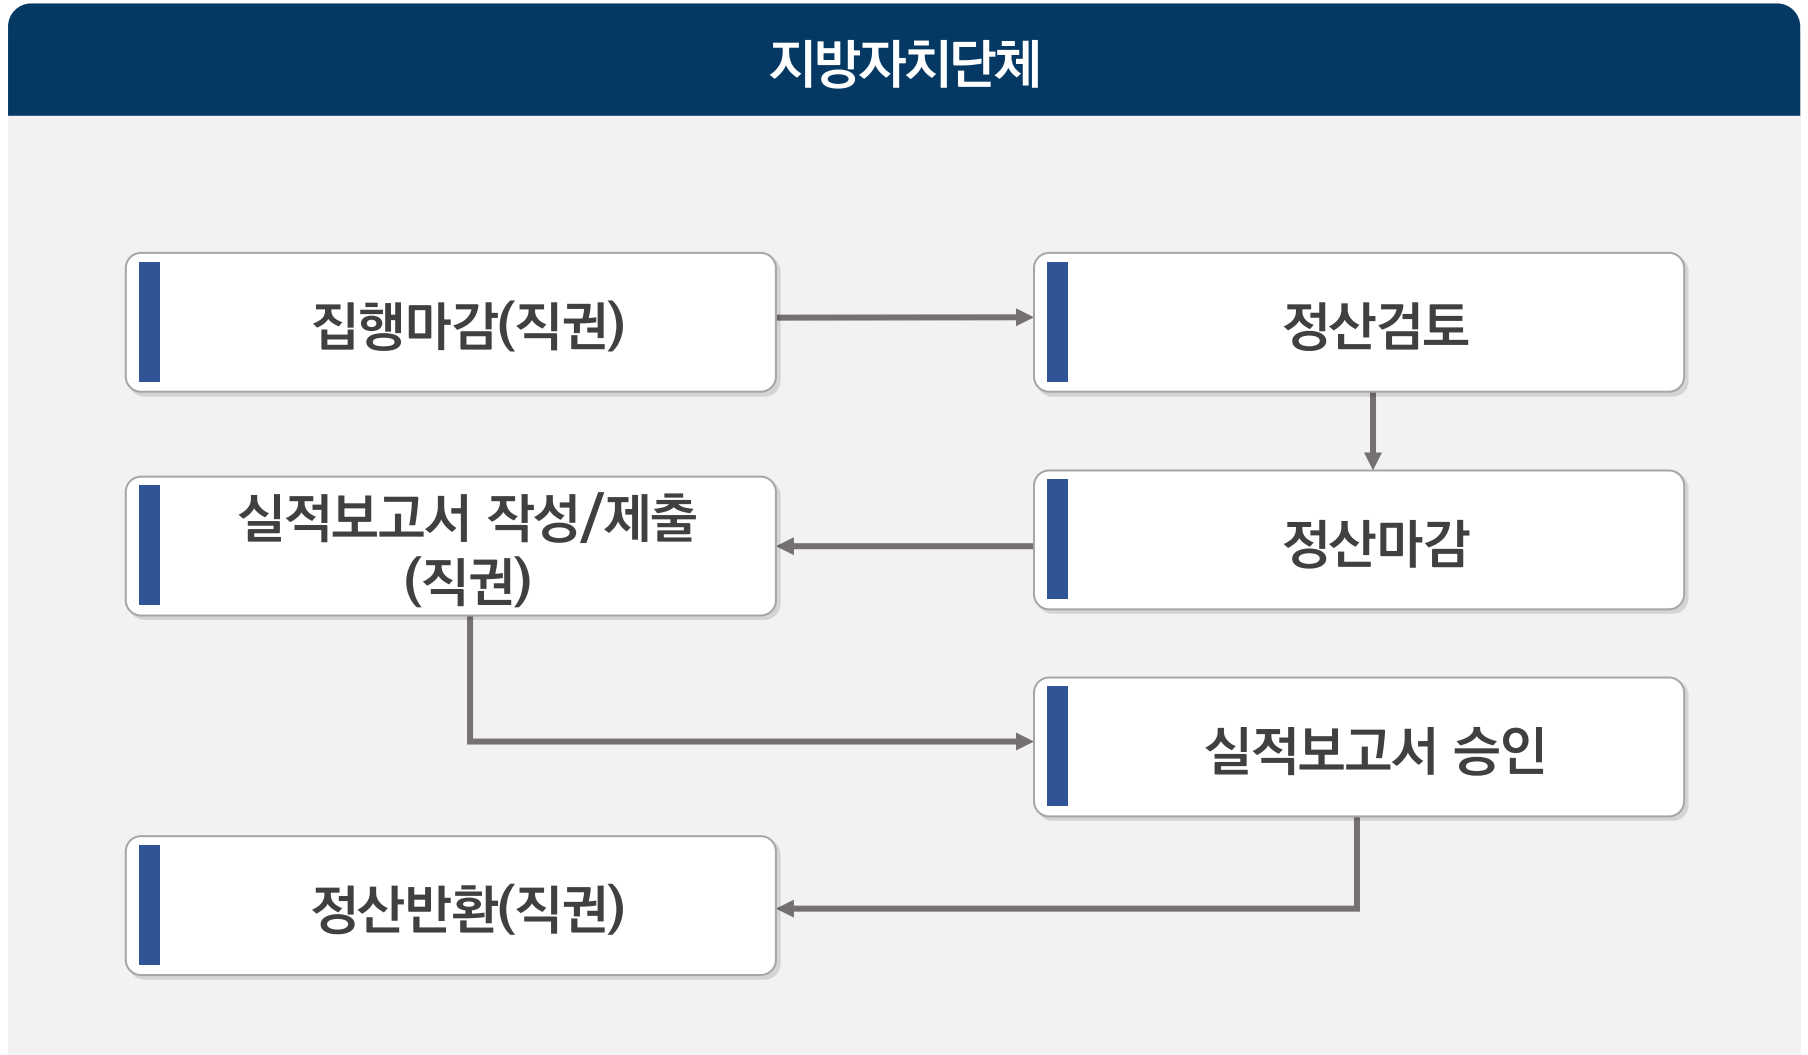 지방자치단체
집행마감(직권)
정산검토
실적보고서 작성/제출
(직권)
정산마감
실적보고서 승인
정산반환(직권)